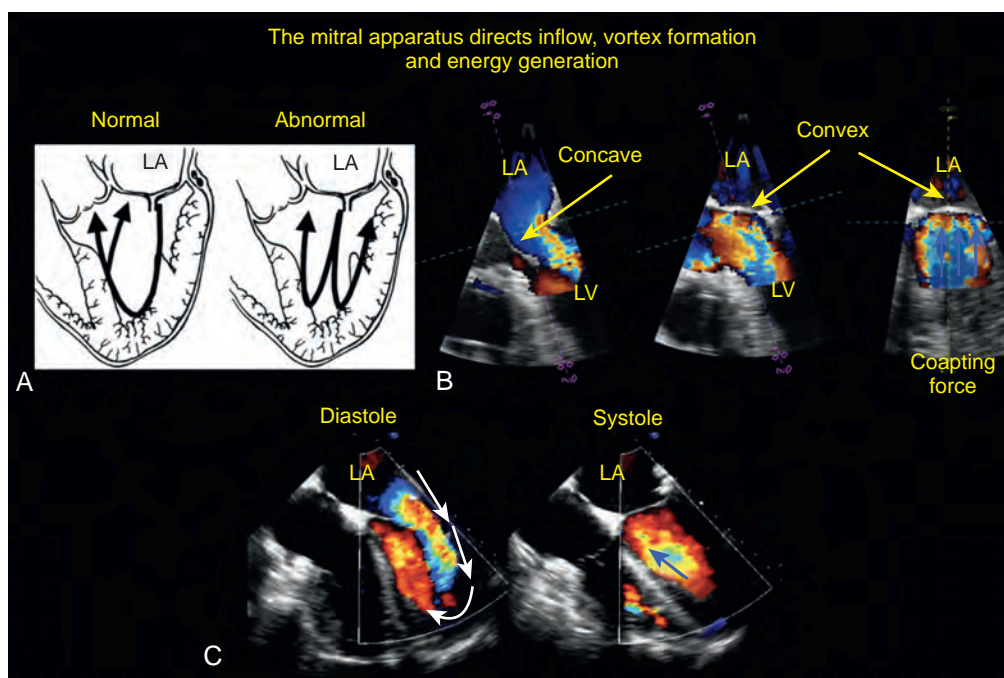 The mitral apparatus directs inflow, vortex formation
and energy generation
Normal
Abnormal
LA
LA
A
LA
Concave
LV
LA
Convex
LV
LA
Coapting
force
B
Diastole
LA
Systole
LA
C